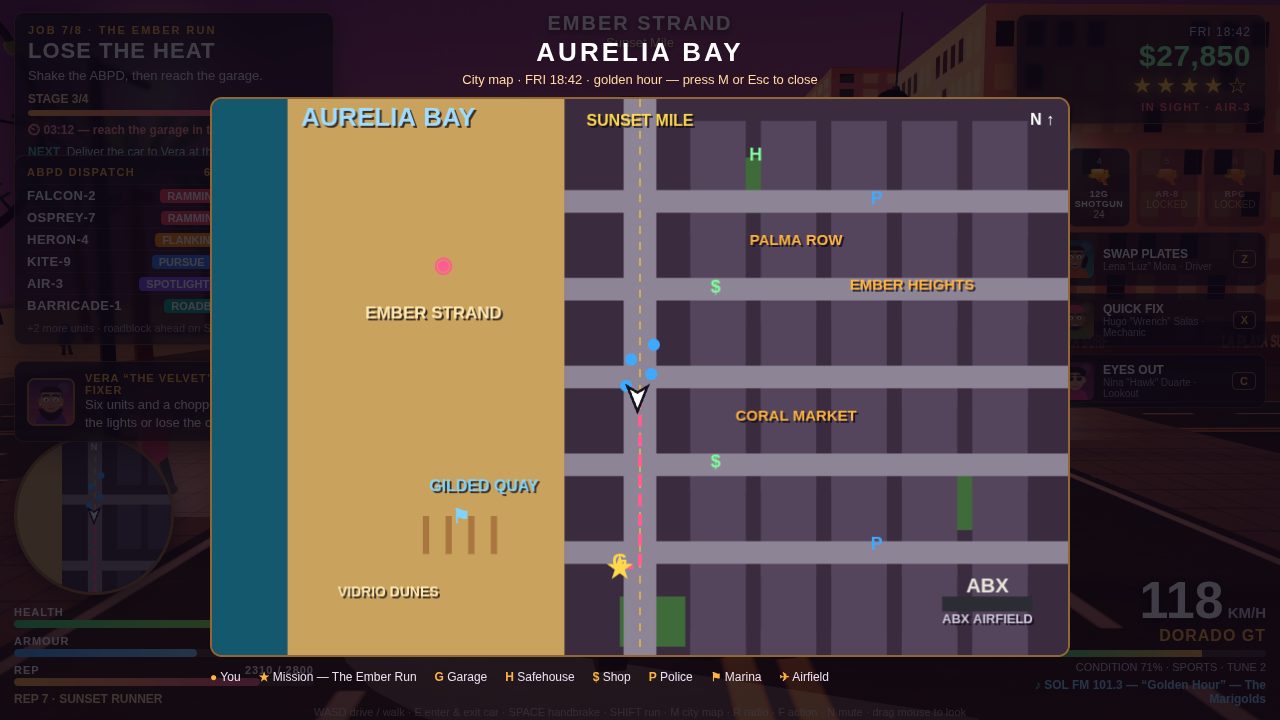 JOB 7/8 · THE EMBER RUN
LOSE THE HEAT
Shake the ABPD, then reach the garage.
STAGE 3/4
03:12 — reach the garage in t
NEXT Deliver the car to Vera at th
ABPD DISPATCH 6
FALCON-2 RAMMIN
OSPREY-7 RAMMIN
HERON-4 FLANKIN
KITE-9 PURSUE
AIR-3 SPOTLIGHT
BARRICADE-1 ROADB
+2 more units · roadblock ahead on S
VERA “THE VELVET”
FIXER
Six units and a chopp
the lights or lose the c
N
HEALTH
ARMOUR
REP 2310 / 2800
REP 7 · SUNSET RUNNER
EMBER STRAND
Sunset Mile
AURELIA BAY
City map · FRI 18:42 · golden hour — press M or Esc to close
AURELIA BAY
SUNSET MILE
N ↑
H
P
PALMA ROW
$
EMBER HEIGHTS
EMBER STRAND
CORAL MARKET
$
GILDED QUAY
⚑
P
G
★
VIDRIO DUNES
ABX
ABX AIRFIELD
● You ★ Mission — The Ember Run G Garage H Safehouse $ Shop P Police ⚑ Marina ✈ Airfield
WASD drive / walk · E enter & exit car · SPACE handbrake · SHIFT run · M city map · R radio · F action · N mute · drag mouse to look
FRI 18:42
$27,850
★★★★☆
IN SIGHT · AIR-3
4
12G
SHOTGUN
24
5
AR-8
LOCKED
6
RPG
LOCKED
SWAP PLATES Z
Lena “Luz” Mora · Driver
QUICK FIX X
Hugo “Wrench” Salas ·
Mechanic
EYES OUT C
Nina “Hawk” Duarte ·
Lookout
118 KM/H
DORADO GT
CONDITION 71% · SPORTS · TUNE 2
♪ SOL FM 101.3 — “Golden Hour” — The
Marigolds